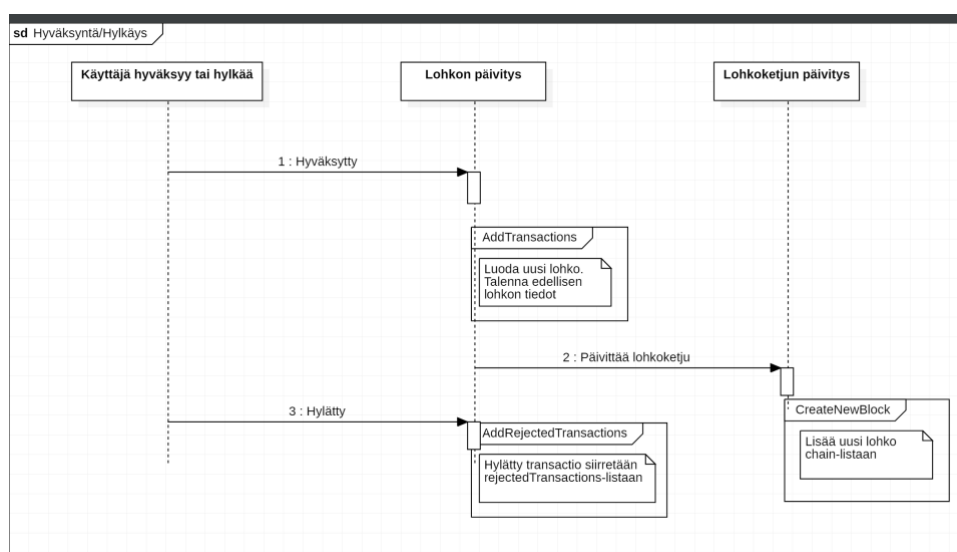 sd Hyväksyntä/Hylkäys
Käyttäjä hyväksyy tai hylkää
Lohkon päivitys
Lohkoketjun päivitys
1 : Hyväksytty
AddTransactions
Luoda uusi lohko.
Talenna edellisen
lohkon tiedot
2 : Päivittää lohkoketju
3 : Hylätty
CreateNewBlock
Lisää uusi lohko
chain-listaan
AddRejectedTransactions
Hylätty transactio siirretään
rejectedTransactions-listaan